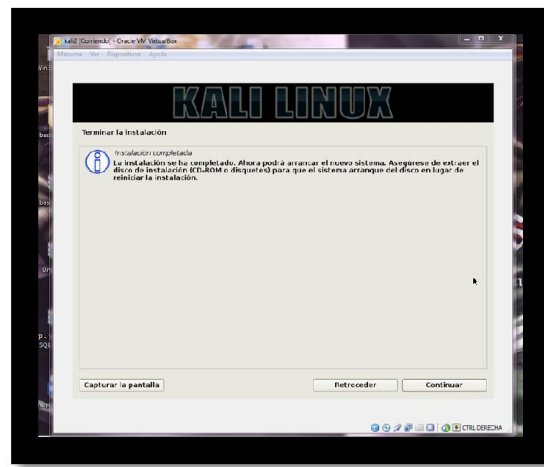 kali2 [Corriendo] - Oracle VM VirtualBox
Máquina Ver Dispositivos Ayuda
KALI LINUX
Terminar la instalación
Instalación completada
La instalación se ha completado. Ahora podrá arrancar el nuevo sistema. Asegúrese de extraer el
disco de instalación (CD-ROM o disquetes) para que el sistema arranque del disco en lugar de
reiniciar la instalación.
Capturar la pantalla
Retroceder
Continuar
CTRL DERECHA